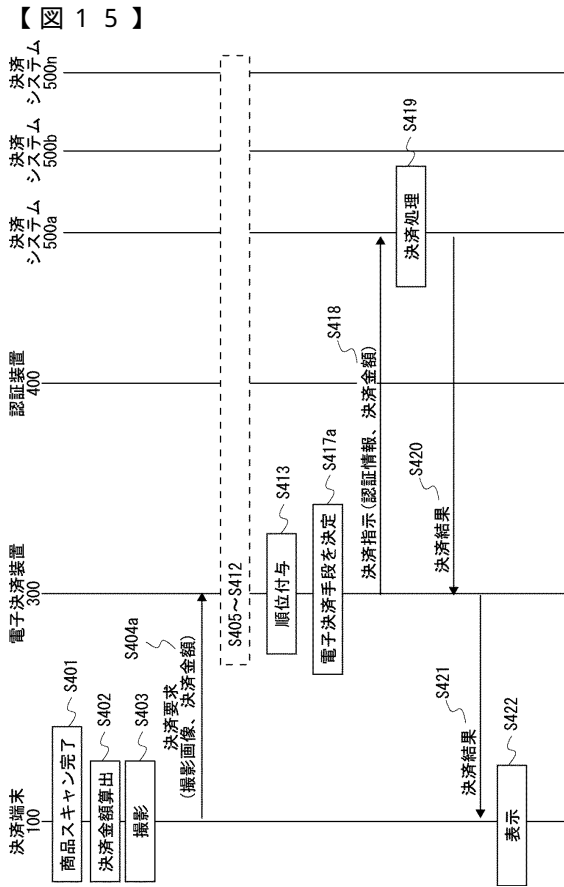 【図１５】
決済端末
100
電子決済装置
300
認証装置
400
決済
システム
500a
決済
システム
500b
決済
システム
500n
商品スキャン完了
S401
決済金額算出
S402
撮影
S403
S404a
決済要求
(撮影画像、決済金額)
S405～S412
順位付与
S413
電子決済手段を決定
S417a
S418
決済指示(認証情報、決済金額)
決済処理
S419
S420
決済結果
S421
決済結果
表示
S422